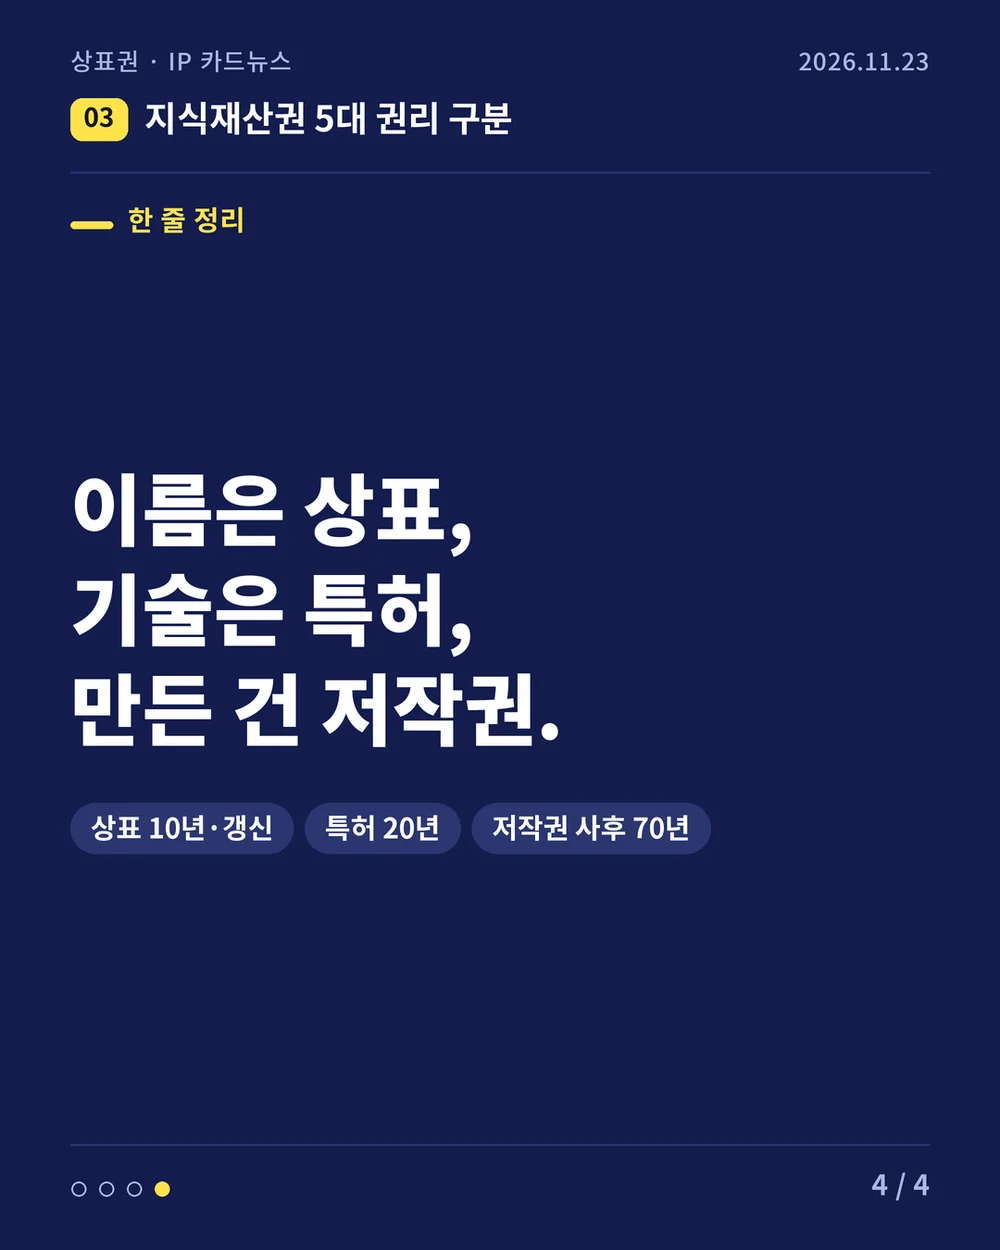 상표권 · IP 카드뉴스
2026.11.23
03 지식재산권 5대 권리 구분
한 줄 정리
이름은 상표,
기술은 특허,
만든 건 저작권.
상표 10년·갱신
특허 20년
저작권 사후 70년
4 / 4